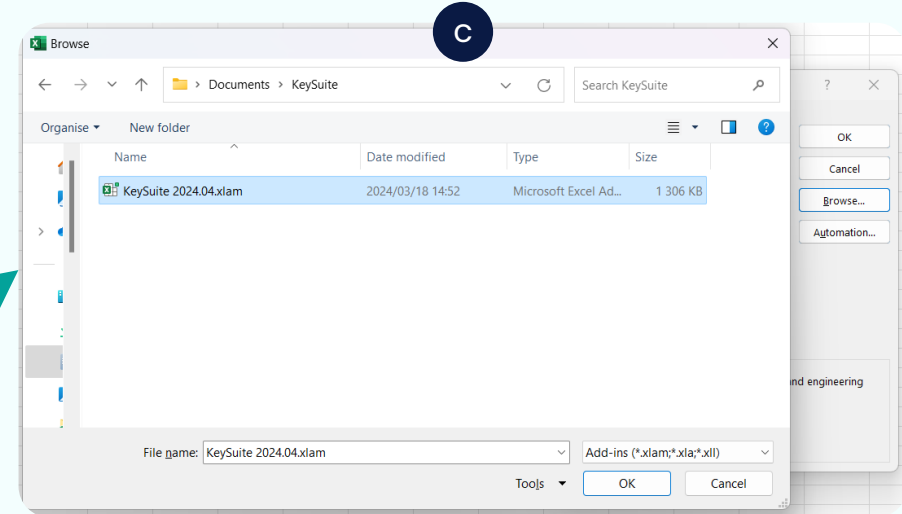 C
Browse
Documents > KeySuite
Search KeySuite
Organise
New folder
Name
Date modified
Type
Size
KeySuite 2024.04.xlam
2024/03/18 14:52
Microsoft Excel Ad...
1 306 KB
?
OK
Cancel
Browse...
Automation...
and engineering
File name:
KeySuite 2024.04.xlam
Add-ins (*.xlam;*.xla;*.xll)
Tools
OK
Cancel